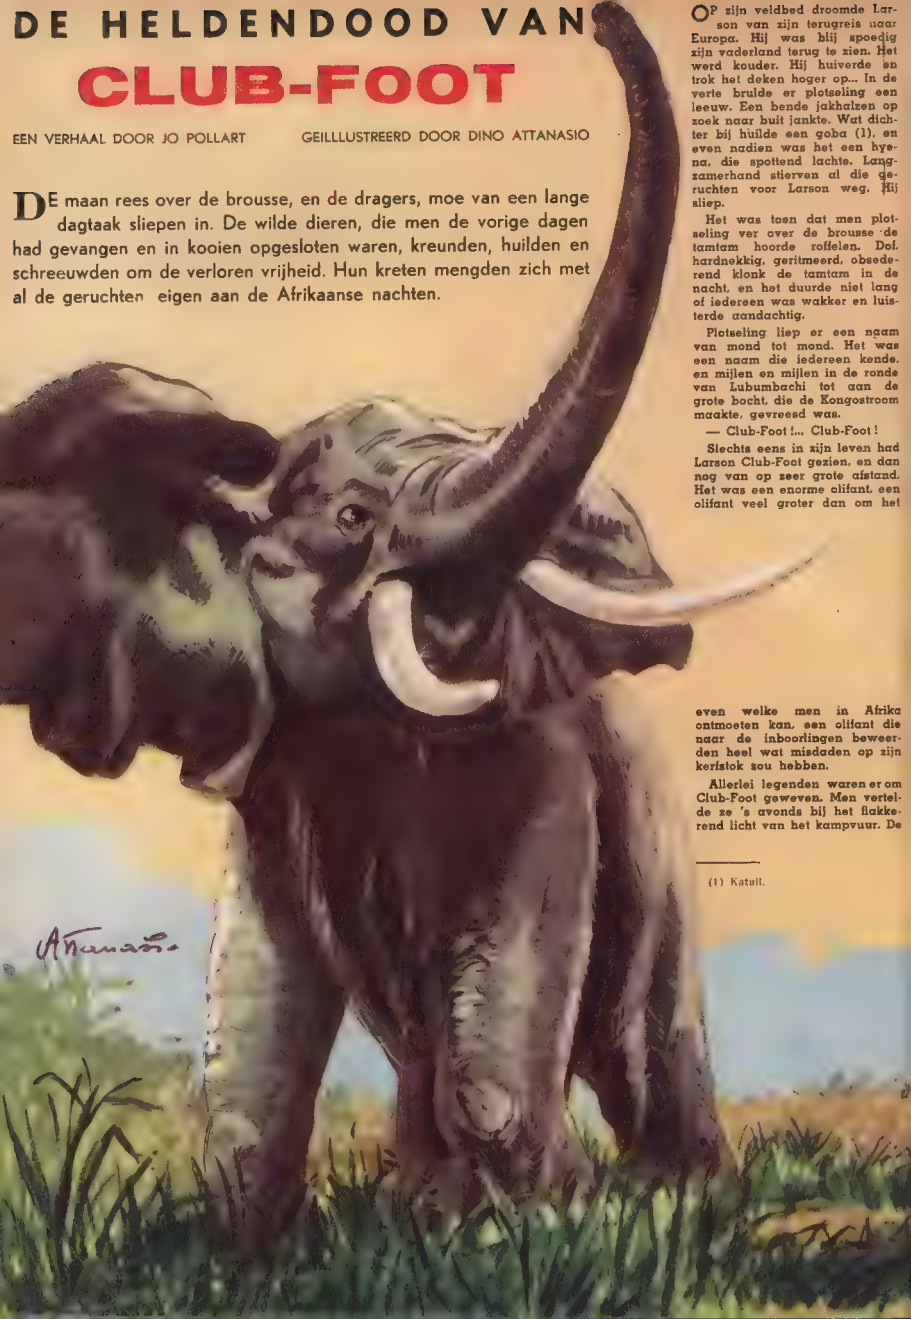 DE HELDENDOOD VAN
CLUB-FOOT
EEN VERHAAL DOOR JO POLLART
GEILLLUSTREERD DOOR DINO ATTANASIO
DE maan rees over de brousse, en de dragers, moe van een lange
dagtaak sliepen in. De wilde dieren, die men de vorige dagen
had gevangen en in kooien opgesloten waren, kreunden, huilden en
schreeuwden om de verloren vrijheid. Hun kreten mengden zich met
al de geruchten eigen aan de Afrikaanse nachten.
OP zijn veldbed droomde Lar-
son van zijn terugreis naar
Europa. Hij was blij spoedig
zijn vaderland terug te zien. Het
werd kouder. Hij huiverde en
trok het deken hoger op... In de
verte brulde er plotseling een
leeuw. Een bende jakhalzen op
zoek naar buit jankte. Wat dich-
ter bij huilde een goba (1), en
even nadien was het een hye-
na, die spottend lachte. Lang-
zamerhand stierven al die ge-
ruchten voor Larson weg. Hij
sliep.
Het was toen dat men plot-
seling ver over de brousse de
tamtam hoorde roffelen. Dof,
hardnekkig, geritmeerd, obsede-
rend klonk de tamtam in de
nacht, en het duurde niet lang
of iedereen was wakker en luis-
terde aandachtig.
Plotseling liep er een naam
van mond tot mond. Het was
een naam die iedereen kende,
en mijlen en mijlen in de ronde
van Lubumbachi tot aan de
grote bocht, die de Kongostroom
maakte, gevreesd was.
— Club-Foot !... Club-Foot !
Slechts eens in zijn leven had
Larson Club-Foot gezien, en dan
nog van op zeer grote afstand.
Het was een enorme olifant, een
olifant veel groter dan om het
even welke men in Afrika
ontmoeten kan, een olifant die
naar de inboorlingen beweer-
den heel wat misdaden op zijn
kerfstok zou hebben.
Allerlei legenden waren er om
Club-Foot geweven. Men vertel-
de ze 's avonds bij het flakke-
rend licht van het kampvuur. De
(1) Katuil.
Attanasio